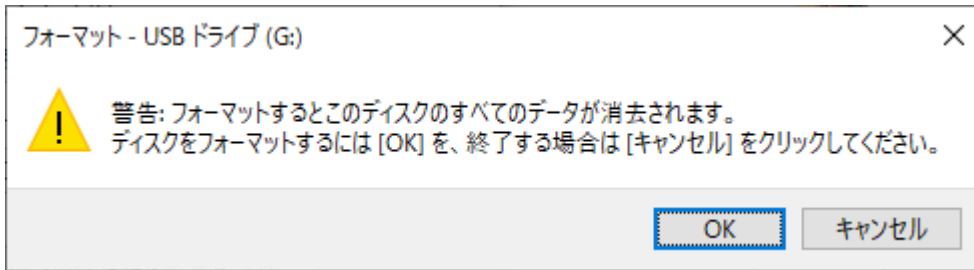 フォーマット - USB ドライブ (G:)
警告: フォーマットするとこのディスクのすべてのデータが消去されます。
ディスクをフォーマットするには [OK] を、終了する場合は [キャンセル] をクリックしてください。
OK
キャンセル